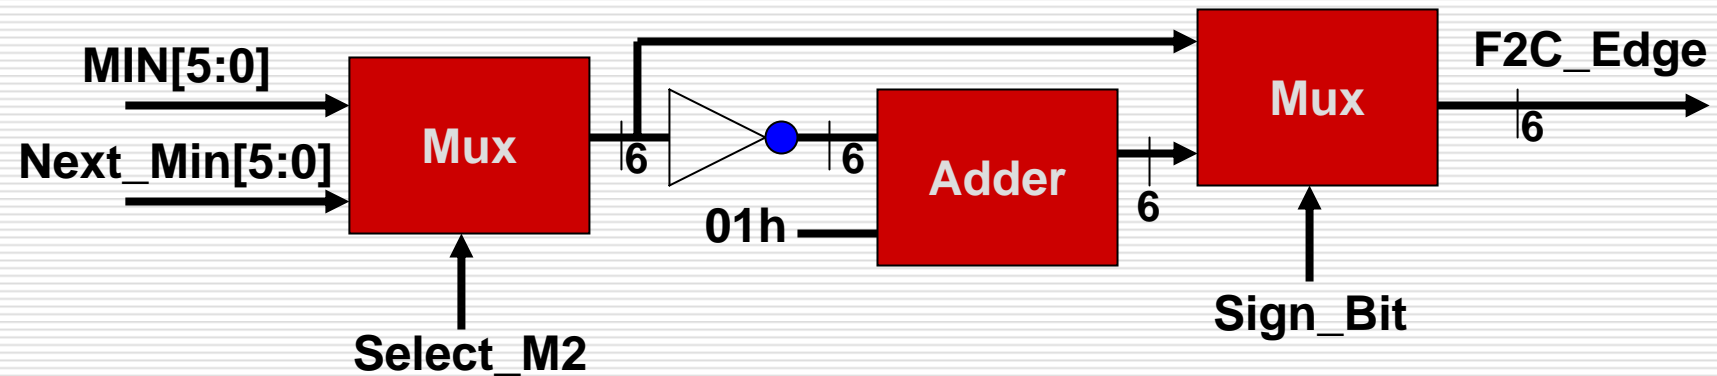 MIN[5:0]
Next_Min[5:0]
Mux
Select_M2
6
6
01h
Adder
6
Mux
Sign_Bit
F2C_Edge
6